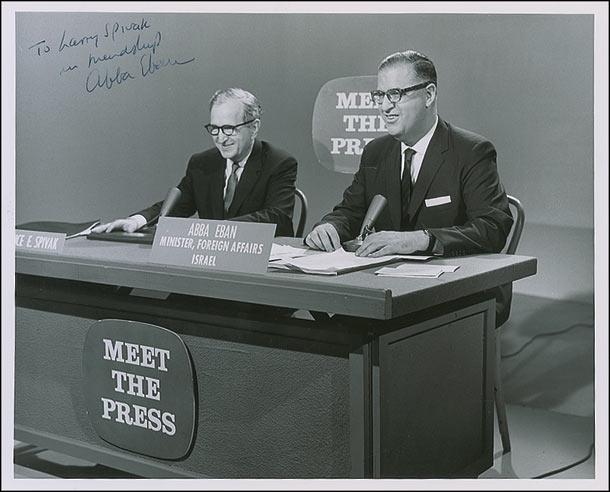 To Larry Spivak
in friendship
Abba Eban
MEET
THE
PRESS
CE E. SPIVAK
ABBA EBAN
MINISTER, FOREIGN AFFAIRS
ISRAEL
MEET
THE
PRESS